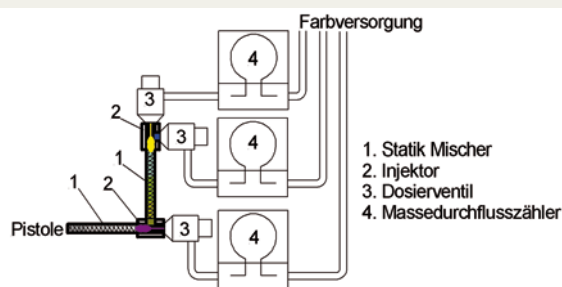 Farbversorgung
4
3
2
3
4
1
1. Statik Mischer
2. Injektor
3. Dosierventil
4. Massedurchflusszähler
1
2
Pistole
3
4